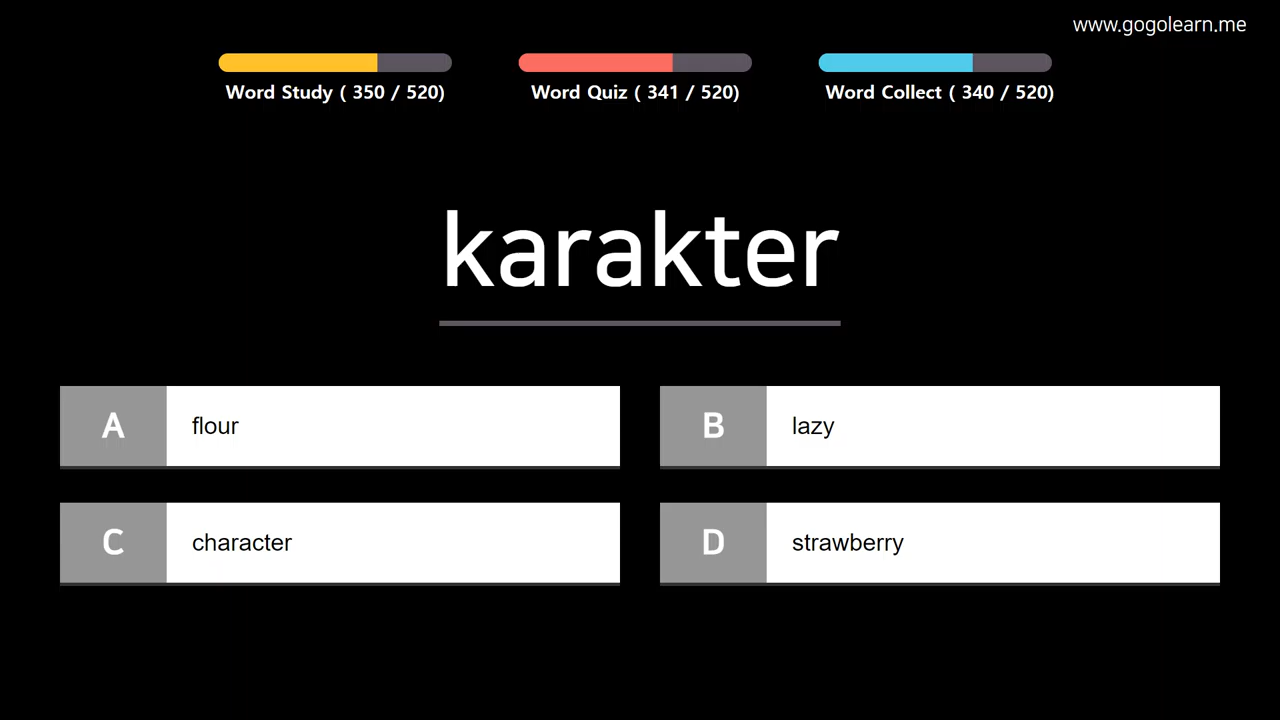 www.gogolearn.me
Word Study ( 350 / 520)
Word Quiz ( 341 / 520)
Word Collect ( 340 / 520)
karakter
A flour
B lazy
C character
D strawberry